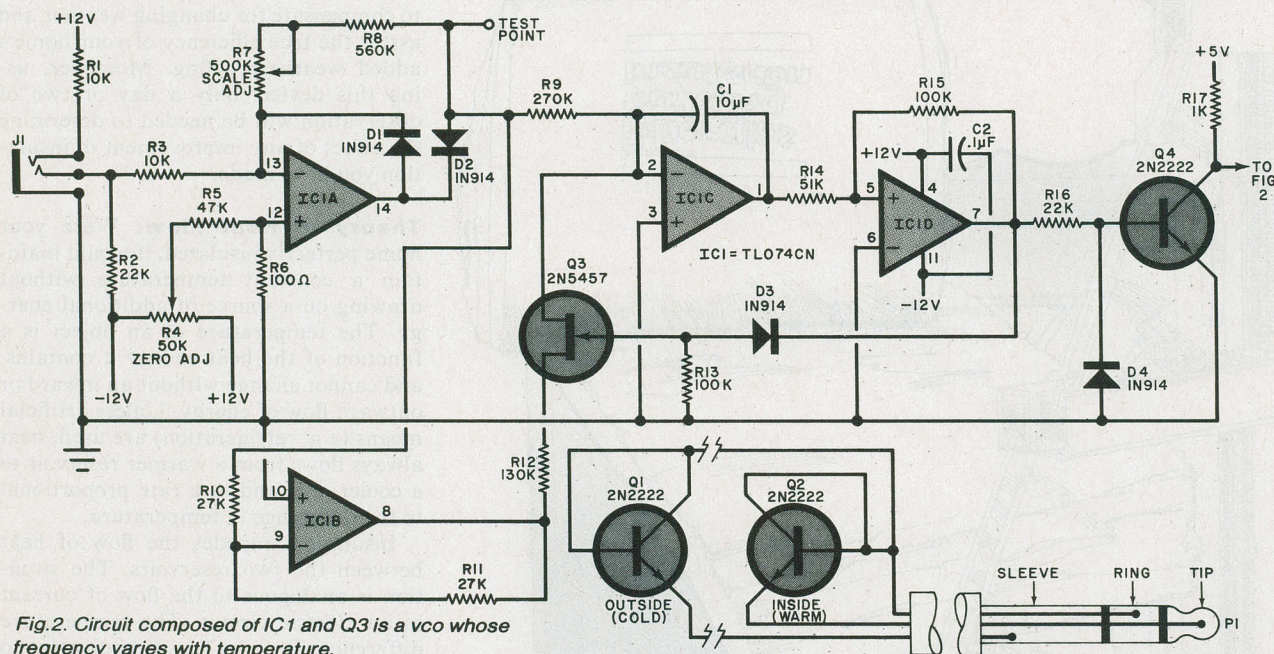 +12V
R1
10K
J1
R3
10K
R7
500K
SCALE
ADJ
R8
560K
TEST
POINT
R5
47K
13
12
14
IC1A
D1
IN914
D2
IN914
R2
22K
R6
100Ω
R4
50K
ZERO ADJ
-12V
+12V
R9
270K
C1
10µF
2
3
1
IC1C
R14
51K
IC1=TL074CN
R15
100K
+12V
C2
.1µF
5
6
4
7
11
IC1D
-12V
R16
22K
Q4
2N2222
+5V
R17
1K
TO
FIG
2
Q3
2N5457
D3
IN914
R13
100K
D4
IN914
R10
27K
10
9
8
IC1B
R11
27K
R12
130K
Q1
2N2222
OUTSIDE
(COLD)
Q2
2N2222
INSIDE
(WARM)
SLEEVE
RING
TIP
P1
Fig.2. Circuit composed of IC1 and Q3 is a vco whose
frequency varies with temperature.